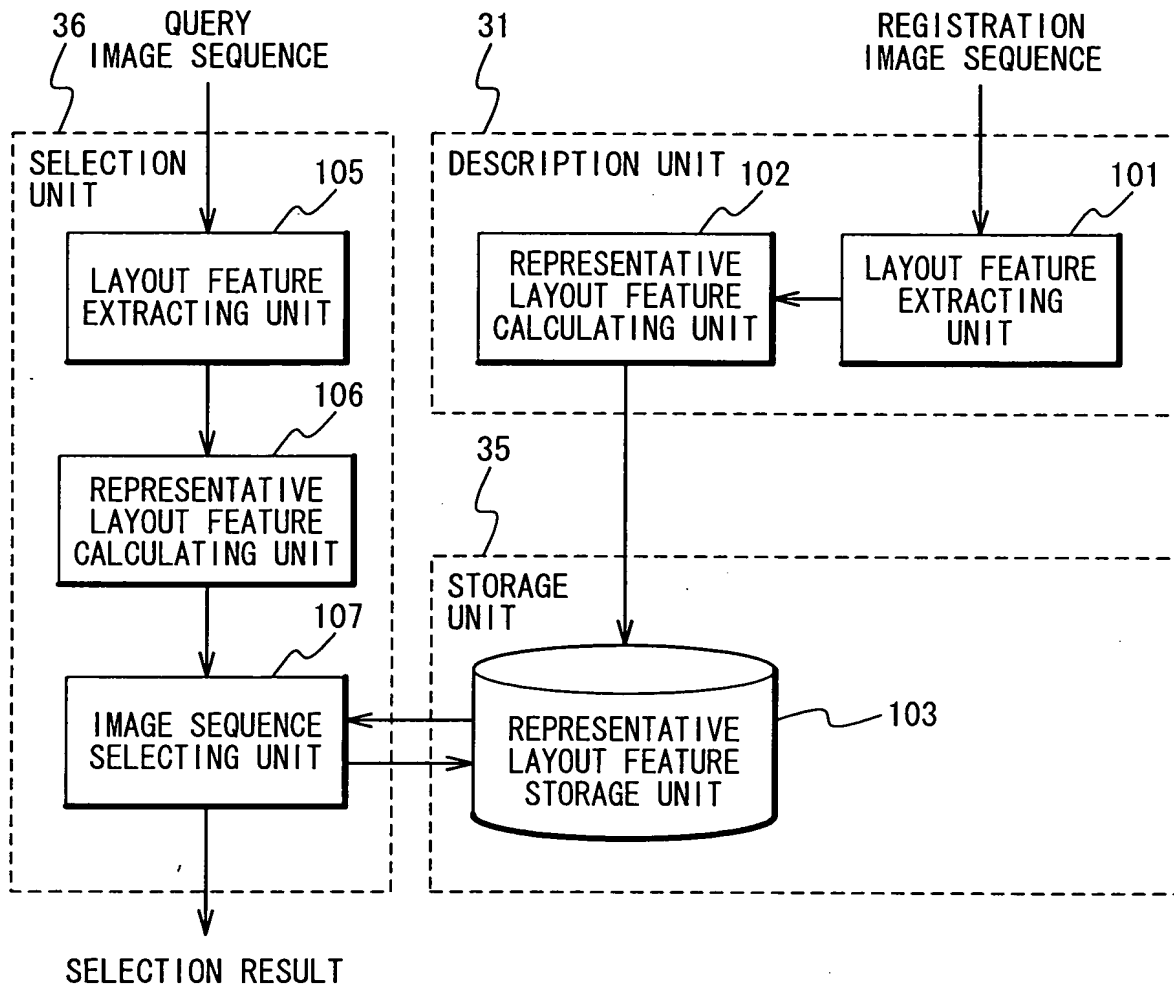 36
QUERY
IMAGE SEQUENCE
31
REGISTRATION
IMAGE SEQUENCE
SELECTION
UNIT
105
LAYOUT FEATURE
EXTRACTING UNIT
106
REPRESENTATIVE
LAYOUT FEATURE
CALCULATING UNIT
107
IMAGE SEQUENCE
SELECTING UNIT
SELECTION RESULT
DESCRIPTION UNIT
102
REPRESENTATIVE
LAYOUT FEATURE
CALCULATING UNIT
101
LAYOUT FEATURE
EXTRACTING
UNIT
35
STORAGE
UNIT
REPRESENTATIVE
LAYOUT FEATURE
STORAGE UNIT
103